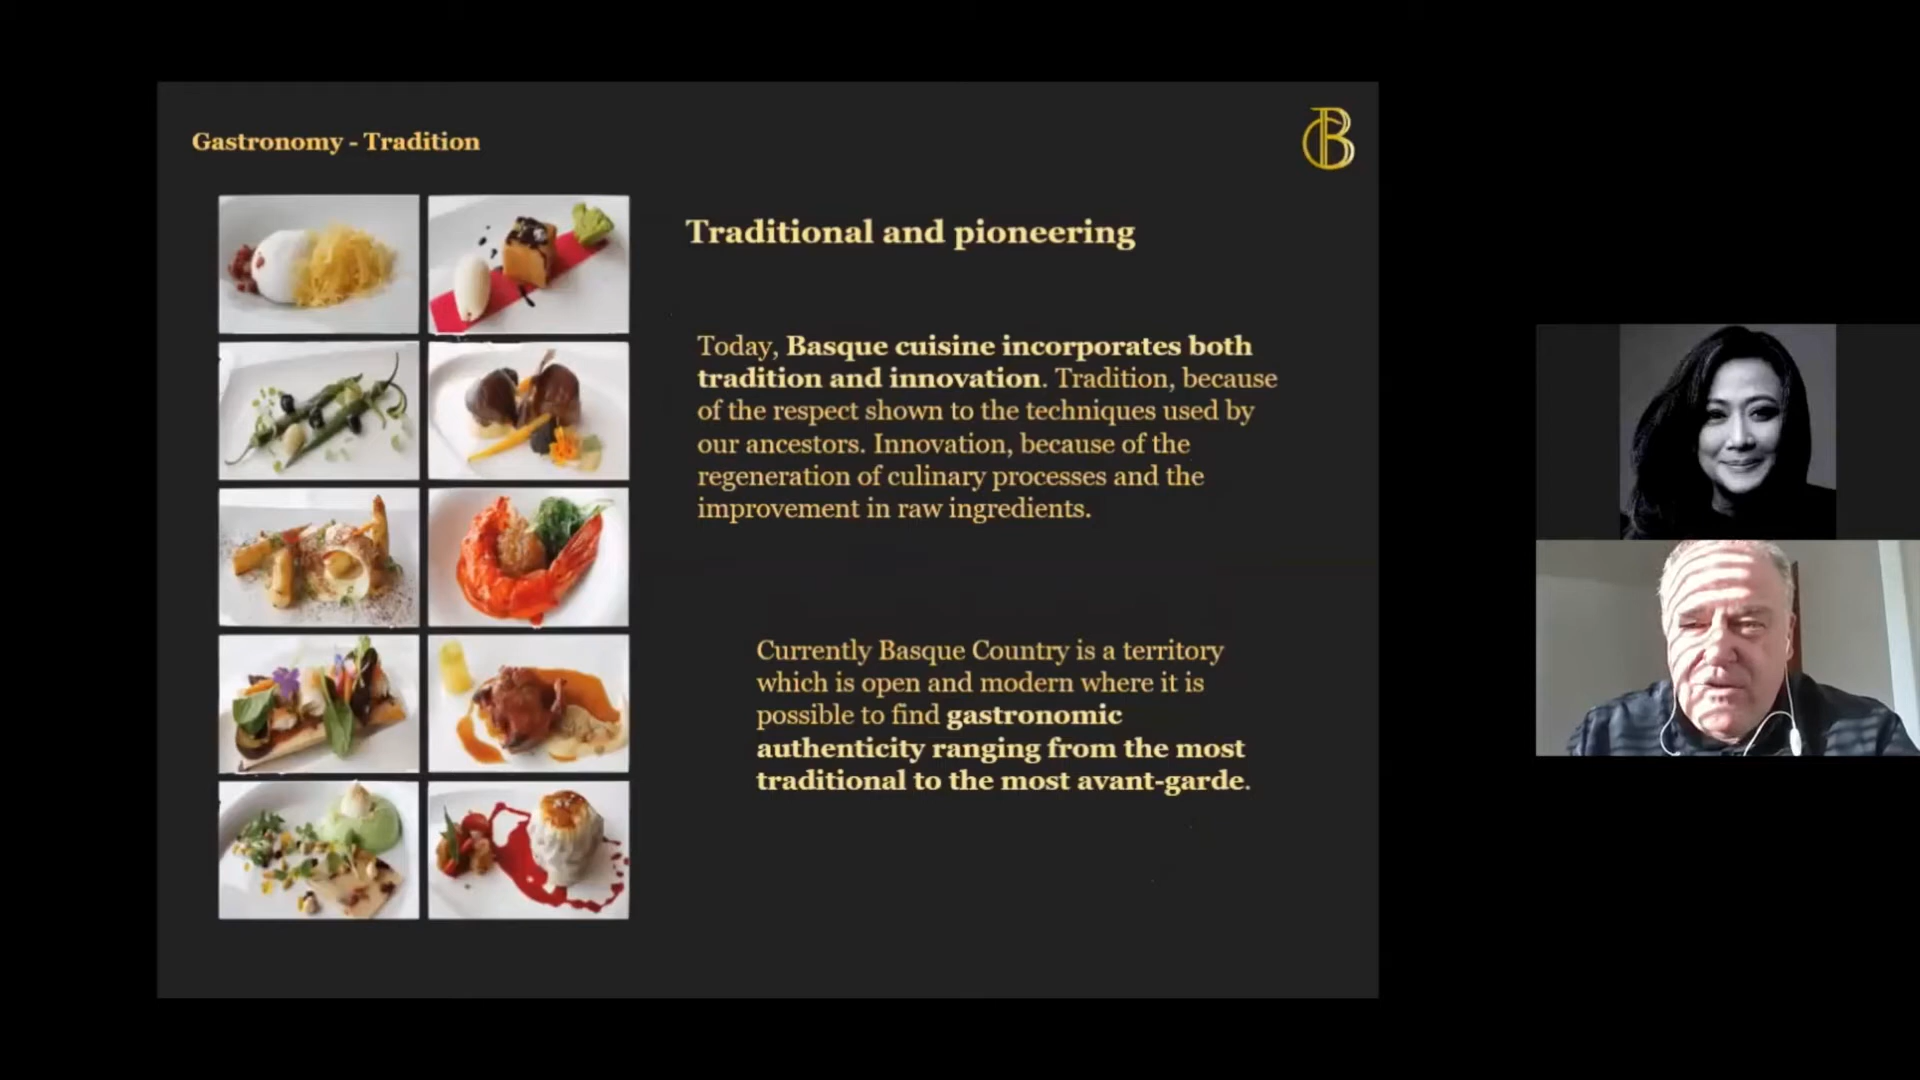 Gastronomy - Tradition
Traditional and pioneering
Today, Basque cuisine incorporates both
tradition and innovation. Tradition, because
of the respect shown to the techniques used by
our ancestors. Innovation, because of the
regeneration of culinary processes and the
improvement in raw ingredients.
Currently Basque Country is a territory
which is open and modern where it is
possible to find gastronomic
authenticity ranging from the most
traditional to the most avant-garde.